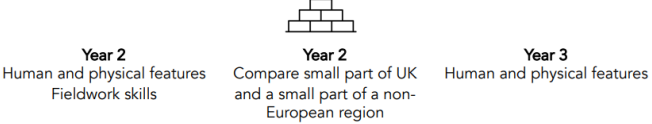 Year 2
Human and physical features
Fieldwork skills
Year 2
Compare small part of UK
and a small part of a non-
European region
Year 3
Human and physical features